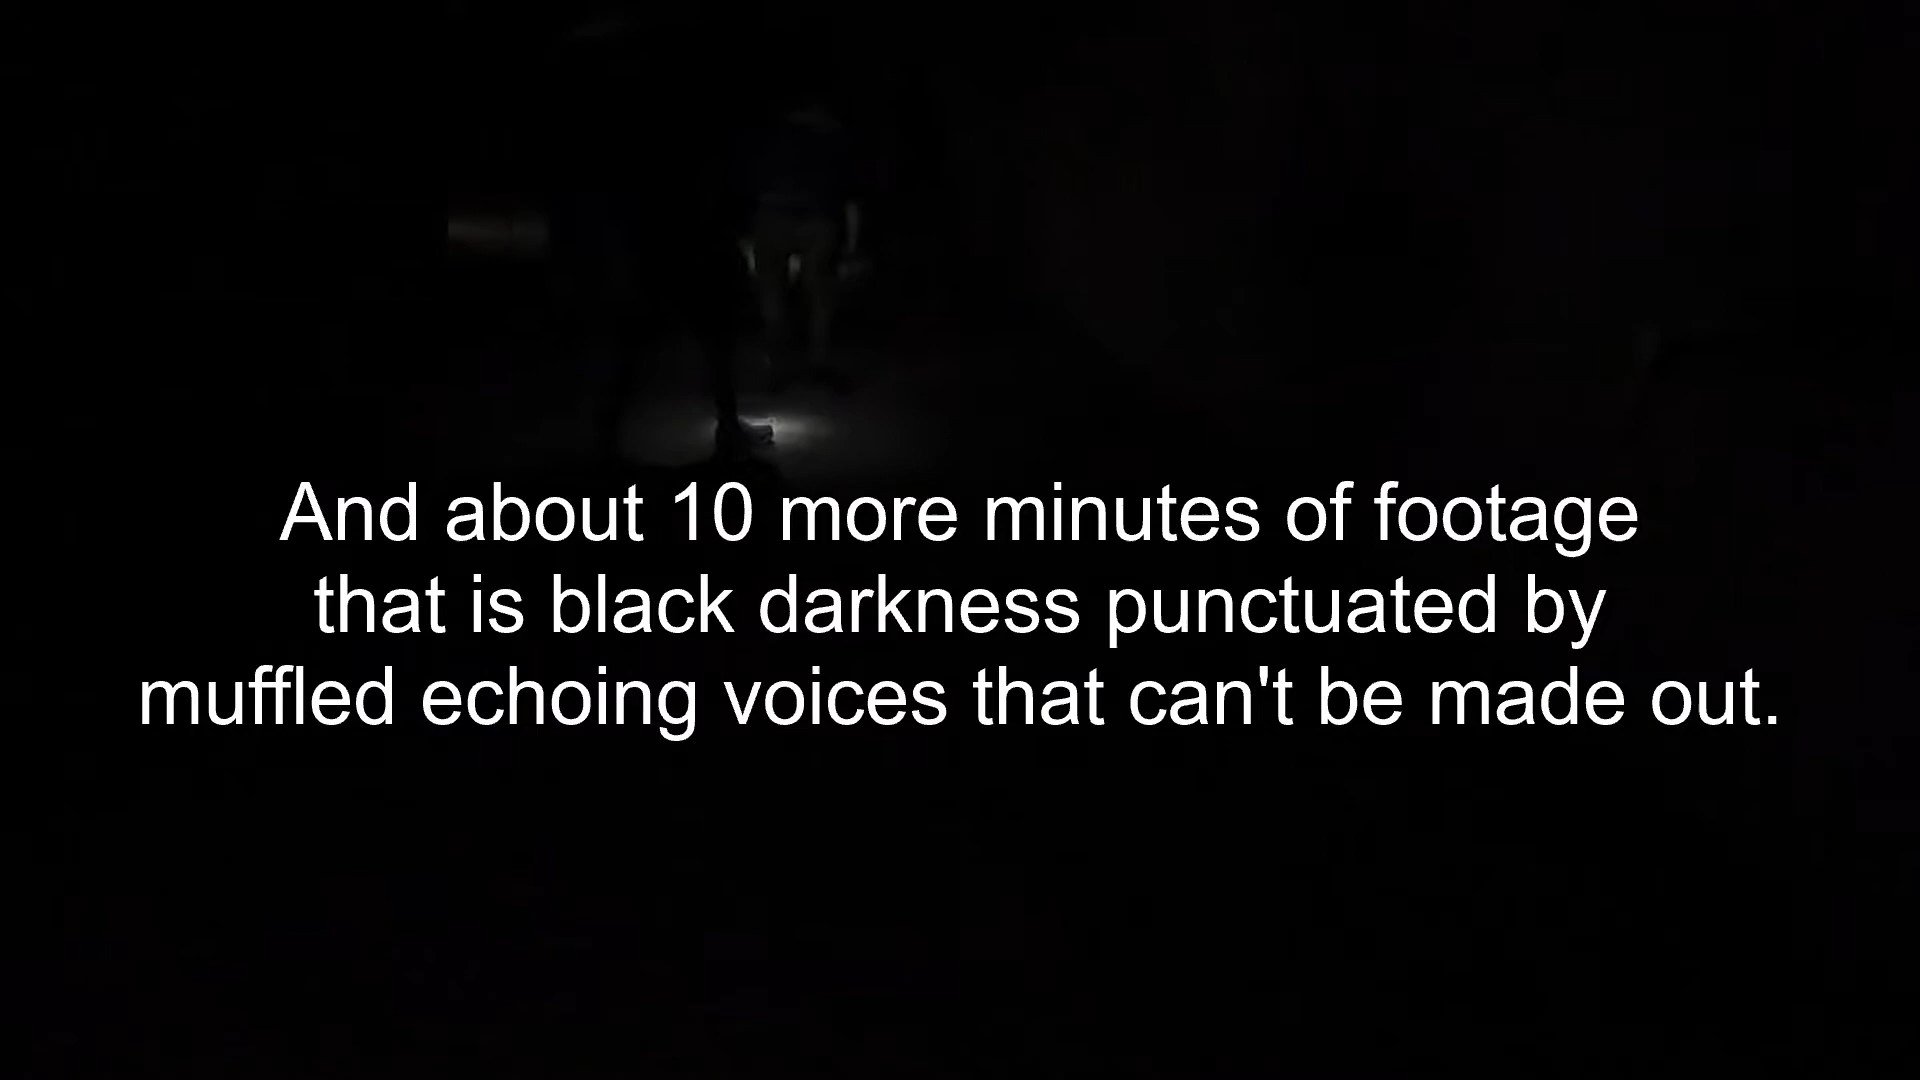 And about 10 more minutes of footage
that is black darkness punctuated by
muffled echoing voices that can't be made out.